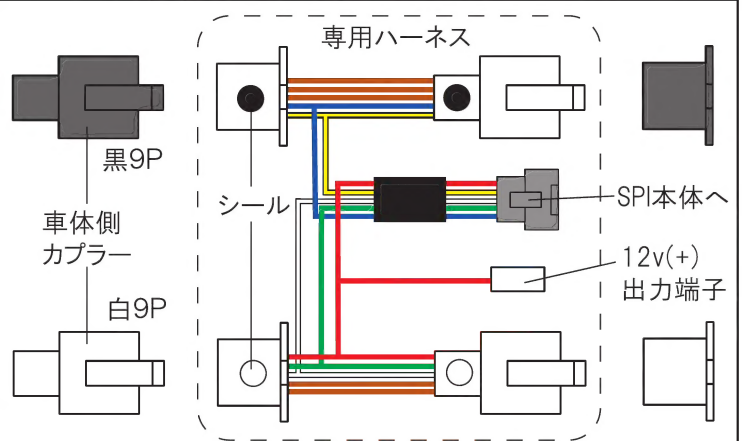 専用ハーネス
黒9P
シール
SPI本体へ
車体側
カプラー
12v(+)
出力端子
白9P